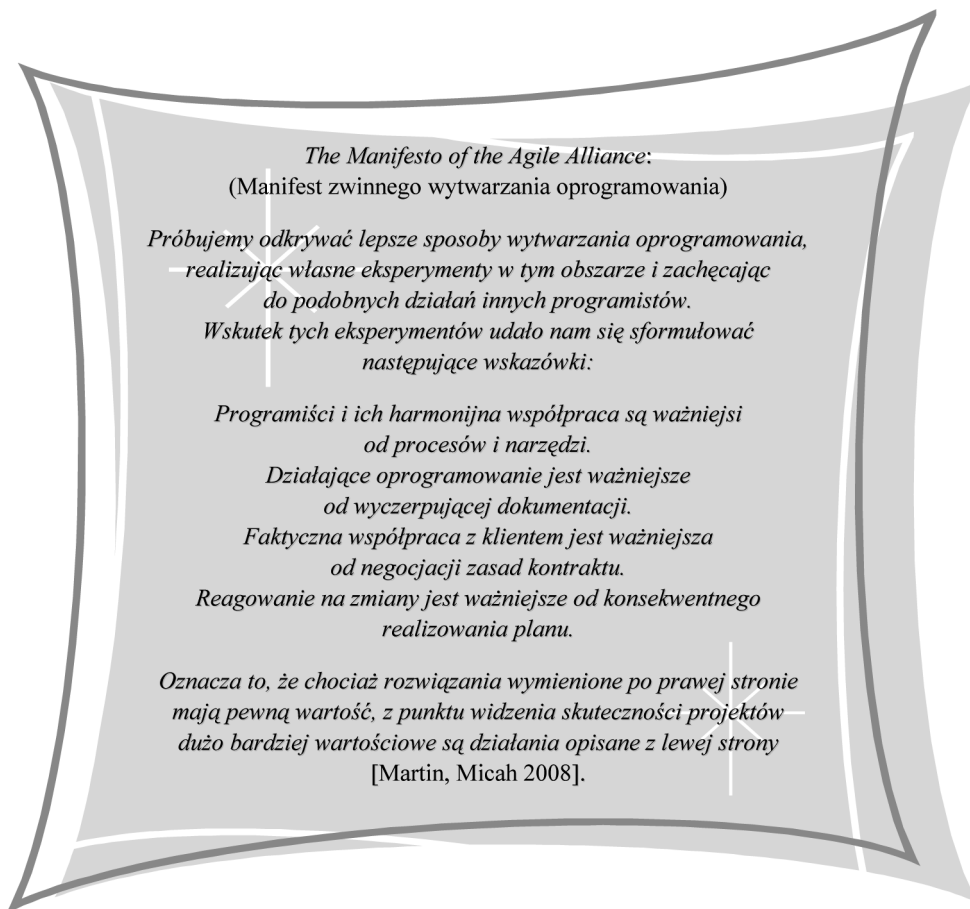 The Manifesto of the Agile Alliance:
(Manifest zwinnego wytwarzania oprogramowania)
Próbujemy odkrywać lepsze sposoby wytwarzania oprogramowania,
realizując własne eksperymenty w tym obszarze i zachęcając
do podobnych działań innych programistów.
Wskutek tych eksperymentów udało nam się sformułować
następujące wskazówki:
Programiści i ich harmonijna współpraca są ważniejsi
od procesów i narzędzi.
Działające oprogramowanie jest ważniejsze
od wyczerpującej dokumentacji.
Faktyczna współpraca z klientem jest ważniejsza
od negocjacji zasad kontraktu.
Reagowanie na zmiany jest ważniejsze od konsekwentnego
realizowania planu.
Oznacza to, że chociaż rozwiązania wymienione po prawej stronie
mają pewną wartość, z punktu widzenia skuteczności projektów
dużo bardziej wartościowe są działania opisane z lewej strony
[Martin, Micah 2008].